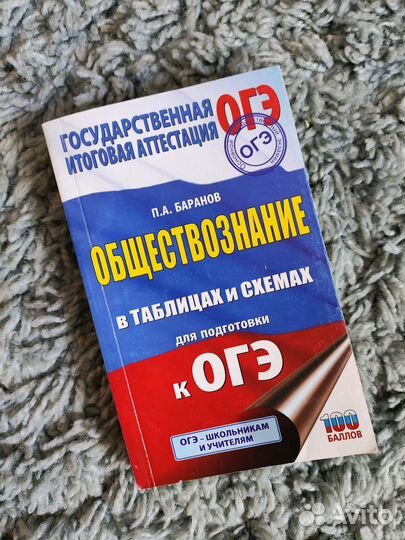 ГОСУДАРСТВЕННАЯ
ИТОГОВАЯ АТТЕСТАЦИЯ
ОГЭ
ОГЭ
П.А. БАРАНОВ
ОБЩЕСТВОЗНАНИЕ
В ТАБЛИЦАХ И СХЕМАХ
для подготовки
к ОГЭ
ОГЭ - ШКОЛЬНИКАМ
И УЧИТЕЛЯМ
100
БАЛЛОВ
Avito